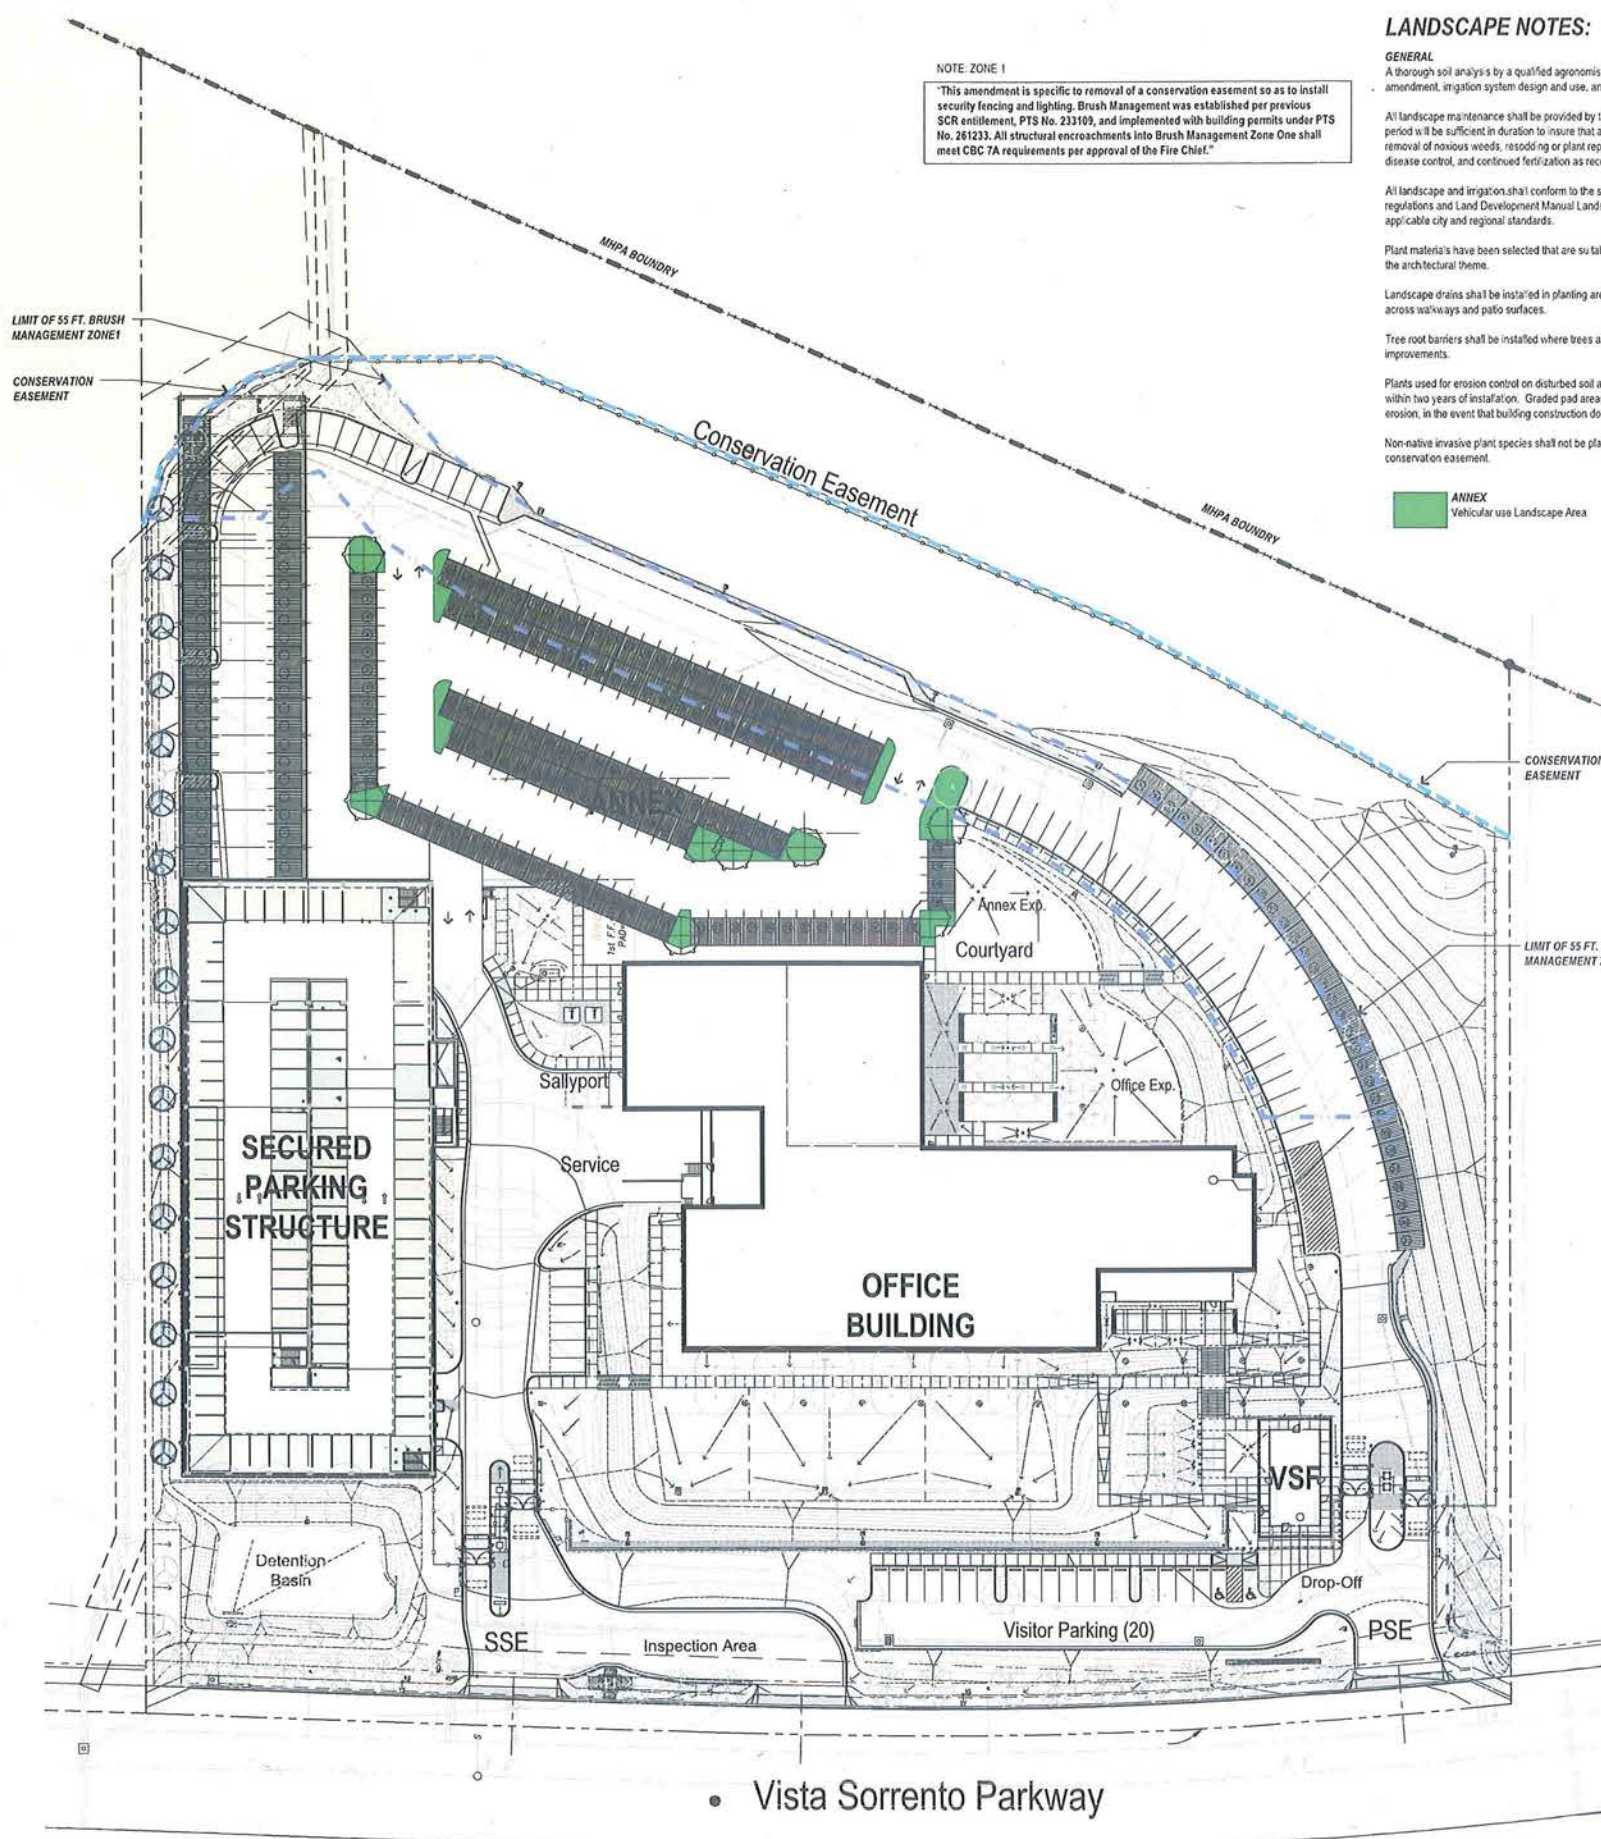 LANDSCAPE NOTES:
GENERAL
A thorough soil analysis by a qualified agronomis
amendment, irrigation system design and use, an
All landscape maintenance shall be provided by t
period will be sufficient in duration to insure that a
removal of noxious weeds, resodding or plant rep
disease control, and continued fertilization as rec
All landscape and irrigation.shall conform to the s
regulations and Land Development Manual Land
applicable city and regional standards.
Plant materials have been selected that are suital
the architectural theme.
Landscape drains shall be installed in planting are
across walkways and patio surfaces.
Tree root barriers shall be installed where trees a
improvements.
Plants used for erosion control on disturbed soil a
within two years of installation. Graded pad area
erosion, in the event that building construction do
Non-native invasive plant species shall not be pla
conservation easement.
ANNEX
Vehicular use Landscape Area
NOTE: ZONE 1
"This amendment is specific to removal of a conservation easement so as to install
security fencing and lighting. Brush Management was established per previous
SCR entitlement, PTS No. 233109, and implemented with building permits under PTS
No. 261233. All structural encroachments into Brush Management Zone One shall
meet CBC 7A requirements per approval of the Fire Chief."
MHPA BOUNDRY
LIMIT OF 55 FT. BRUSH
MANAGEMENT ZONE1
CONSERVATION
EASEMENT
Conservation Easement
MHPA BOUNDRY
CONSERVATION
EASEMENT
ANNEX
Annex Exp.
Courtyard
1st F.F.
PAD
LIMIT OF 55 FT.
MANAGEMENT
Sallyport
Office Exp.
SECURED
PARKING
STRUCTURE
Service
OFFICE
BUILDING
VSF
Detention
Basin
Drop-Off
SSE
Inspection Area
Visitor Parking (20)
PSE
S
Vista Sorrento Parkway